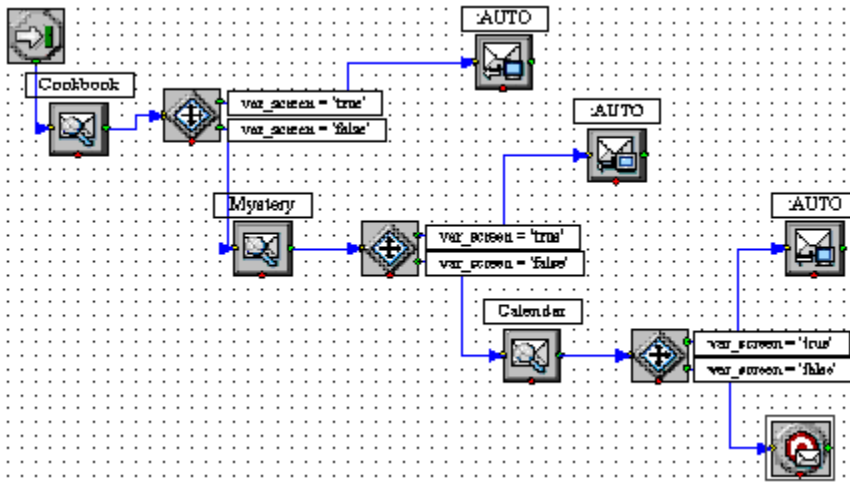 :AUTO
Cookbook
var_screen = 'true'
var_screen = 'false'
:AUTO
Mystery
:AUTO
var_screen = 'true'
var_screen = 'false'
Calendar
var_screen = 'true'
var_screen = 'false'